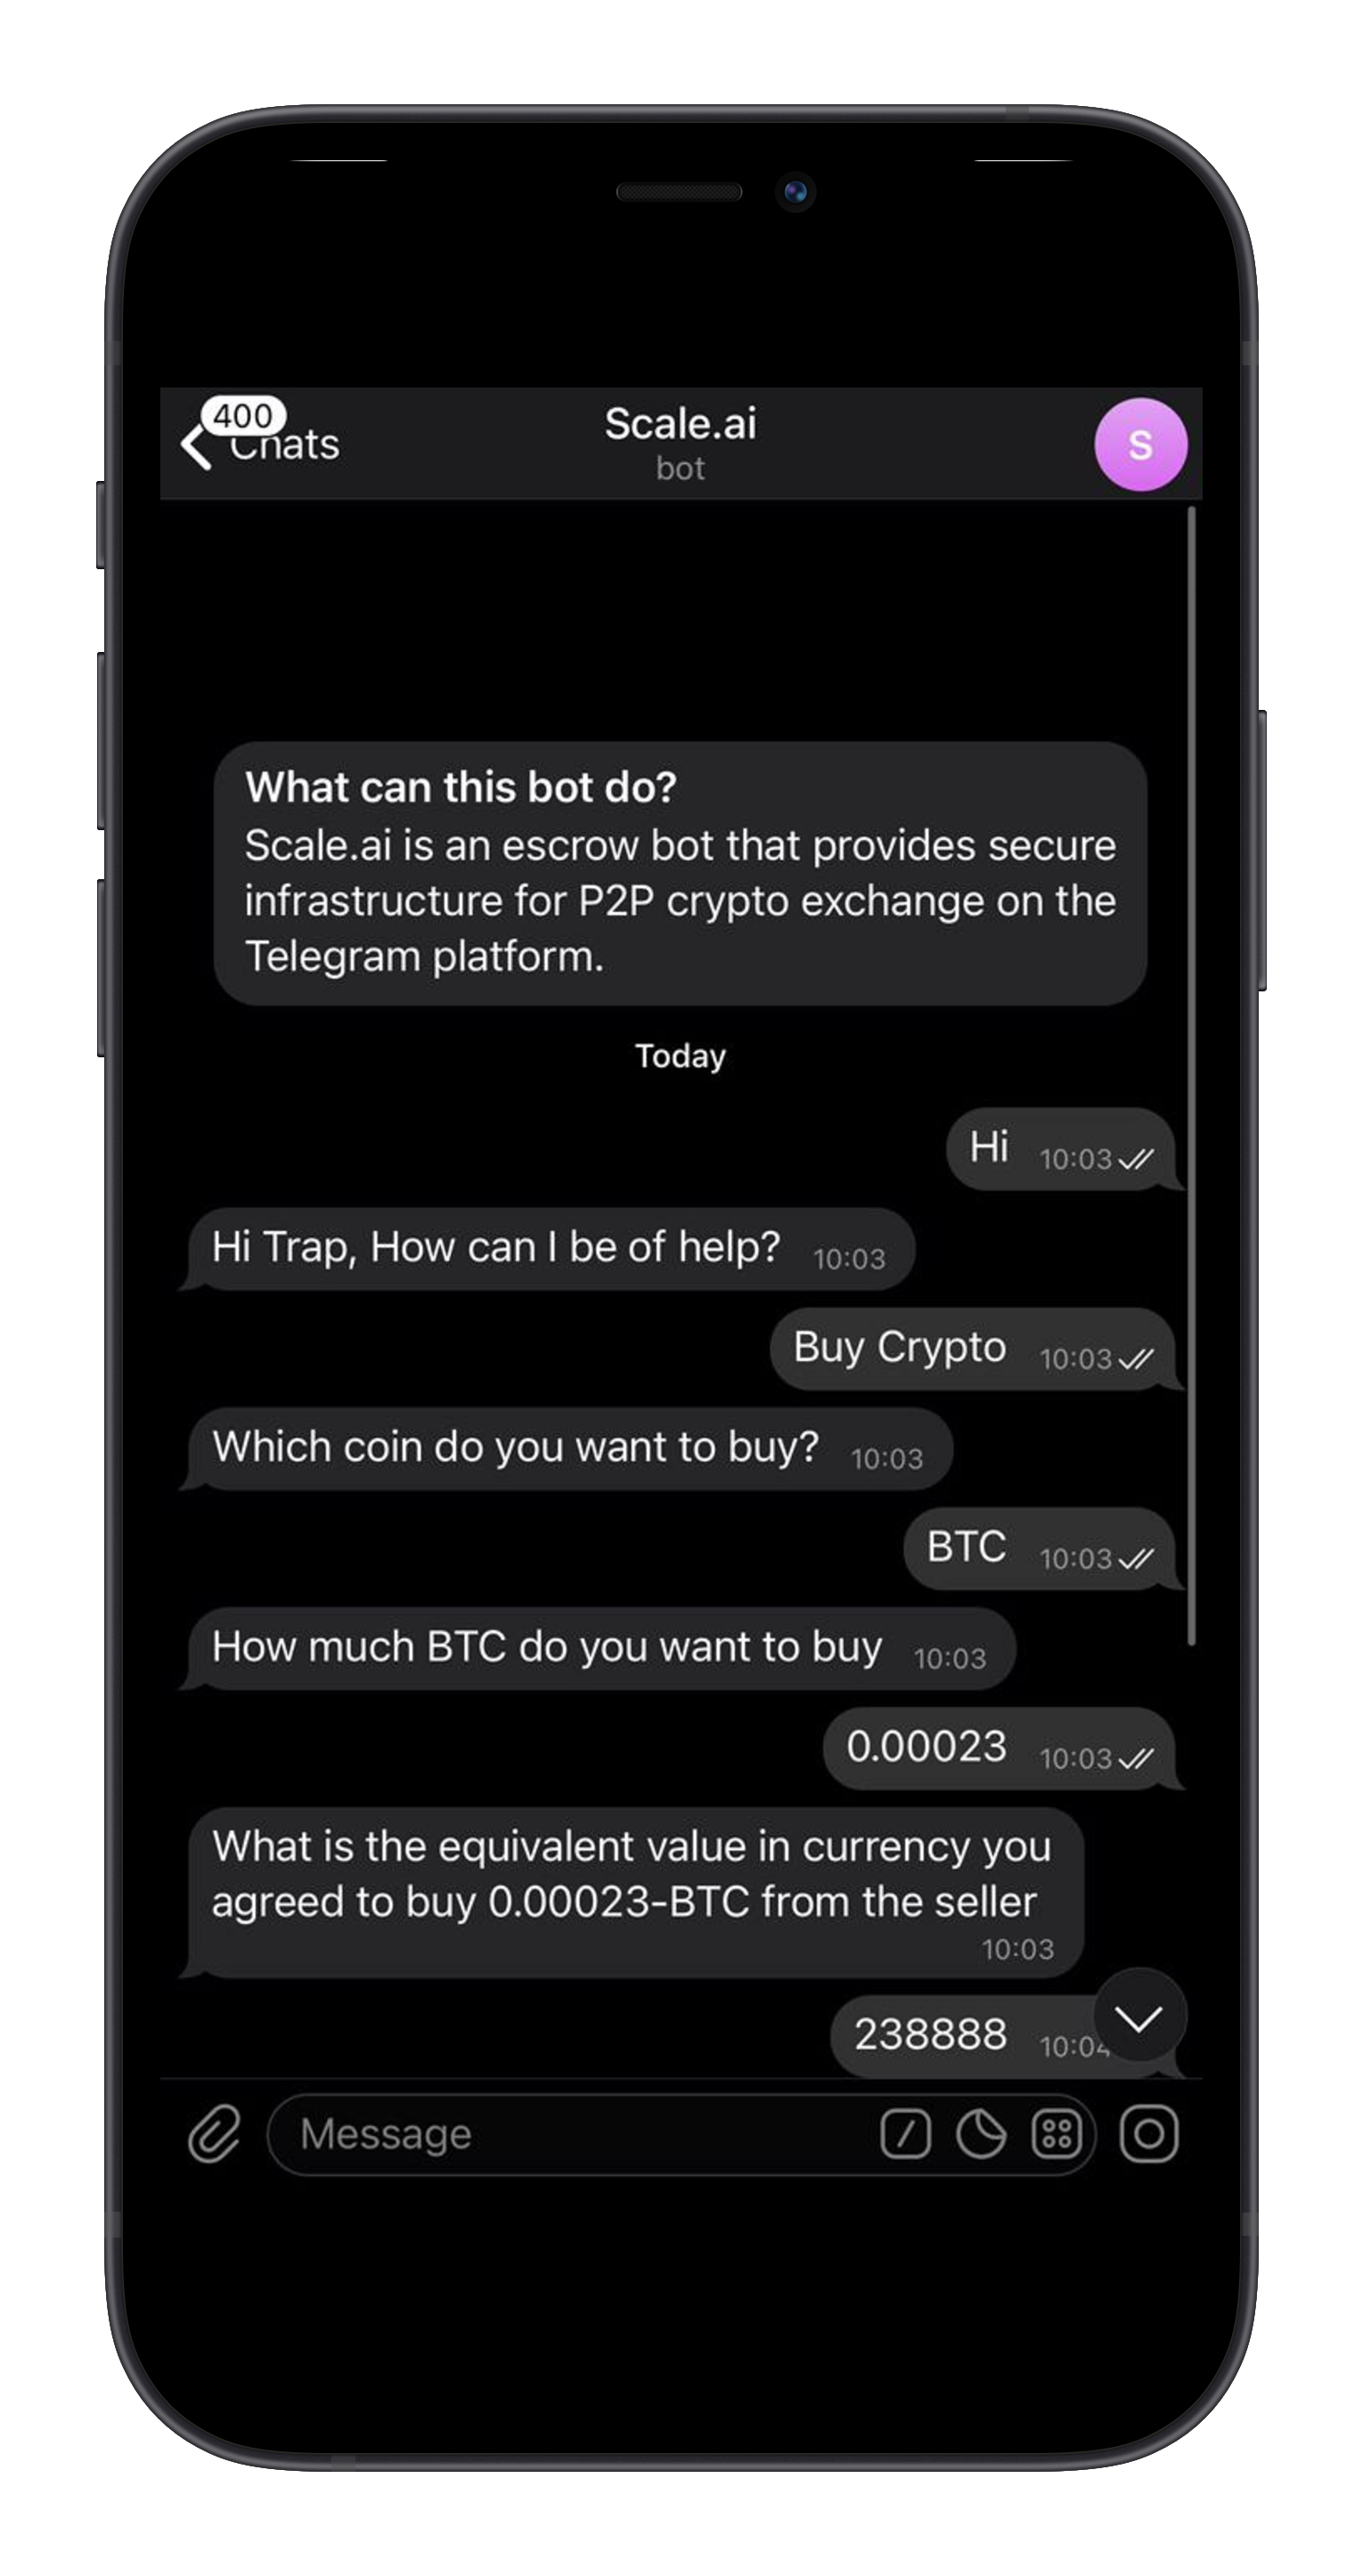 400
Chats
Scale.ai
bot
S
What can this bot do?
Scale.ai is an escrow bot that provides secure
infrastructure for P2P crypto exchange on the
Telegram platform.
Today
Hi 10:03
Hi Trap, How can I be of help? 10:03
Buy Crypto 10:03
Which coin do you want to buy? 10:03
BTC 10:03
How much BTC do you want to buy 10:03
0.00023 10:03
What is the equivalent value in currency you
agreed to buy 0.00023-BTC from the seller
10:03
238888 10:04
Message